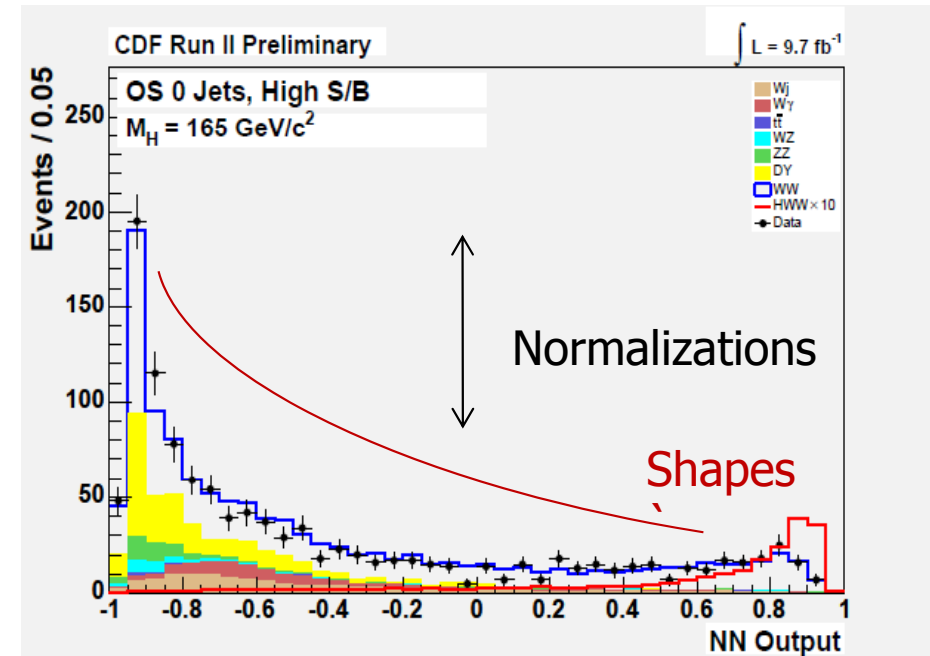 CDF Run II Preliminary
∫ L = 9.7 fb⁻¹
OS 0 Jets, High S/B
M_H = 165 GeV/c²
Wj
Wγ
tt̄
WZ
ZZ
DY
WW
HWW × 10
Data
Normalizations
Shapes
Events / 0.05
250
200
150
100
50
0
-1 -0.8 -0.6 -0.4 -0.2 0 0.2 0.4 0.6 0.8 1
NN Output